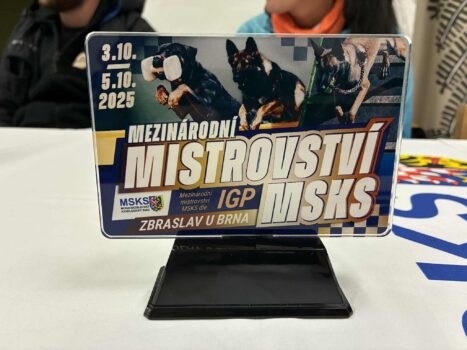 3.10.
5.10.
2025
MEZINÁRODNÍ
MISTROVSTVÍ
MSKS
MSKS
Mezinárodní
mistrovství
MSKS dle
IGP
ZBRASLAV U BRNA